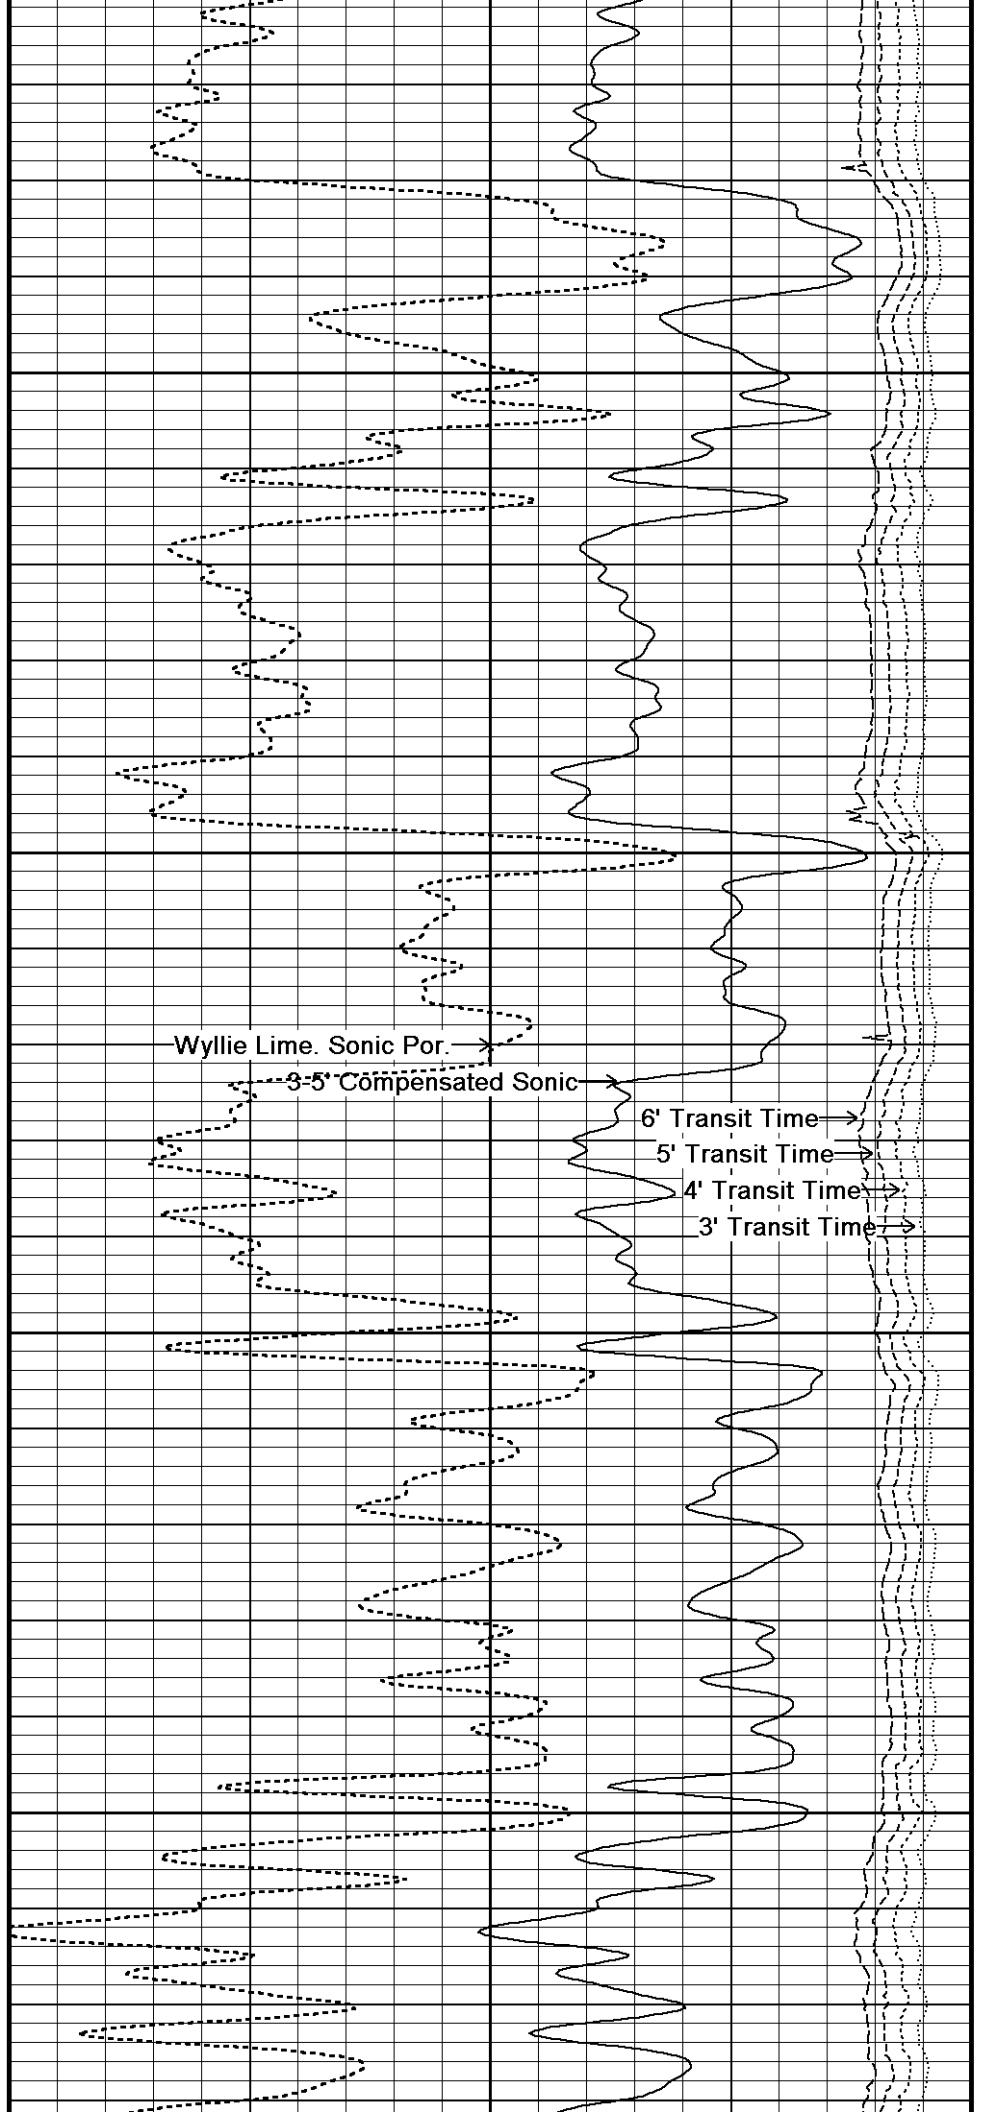 Wyllie Lime. Sonic Por.
3-5' Compensated Sonic
6' Transit Time
5' Transit Time
4' Transit Time
3' Transit Time